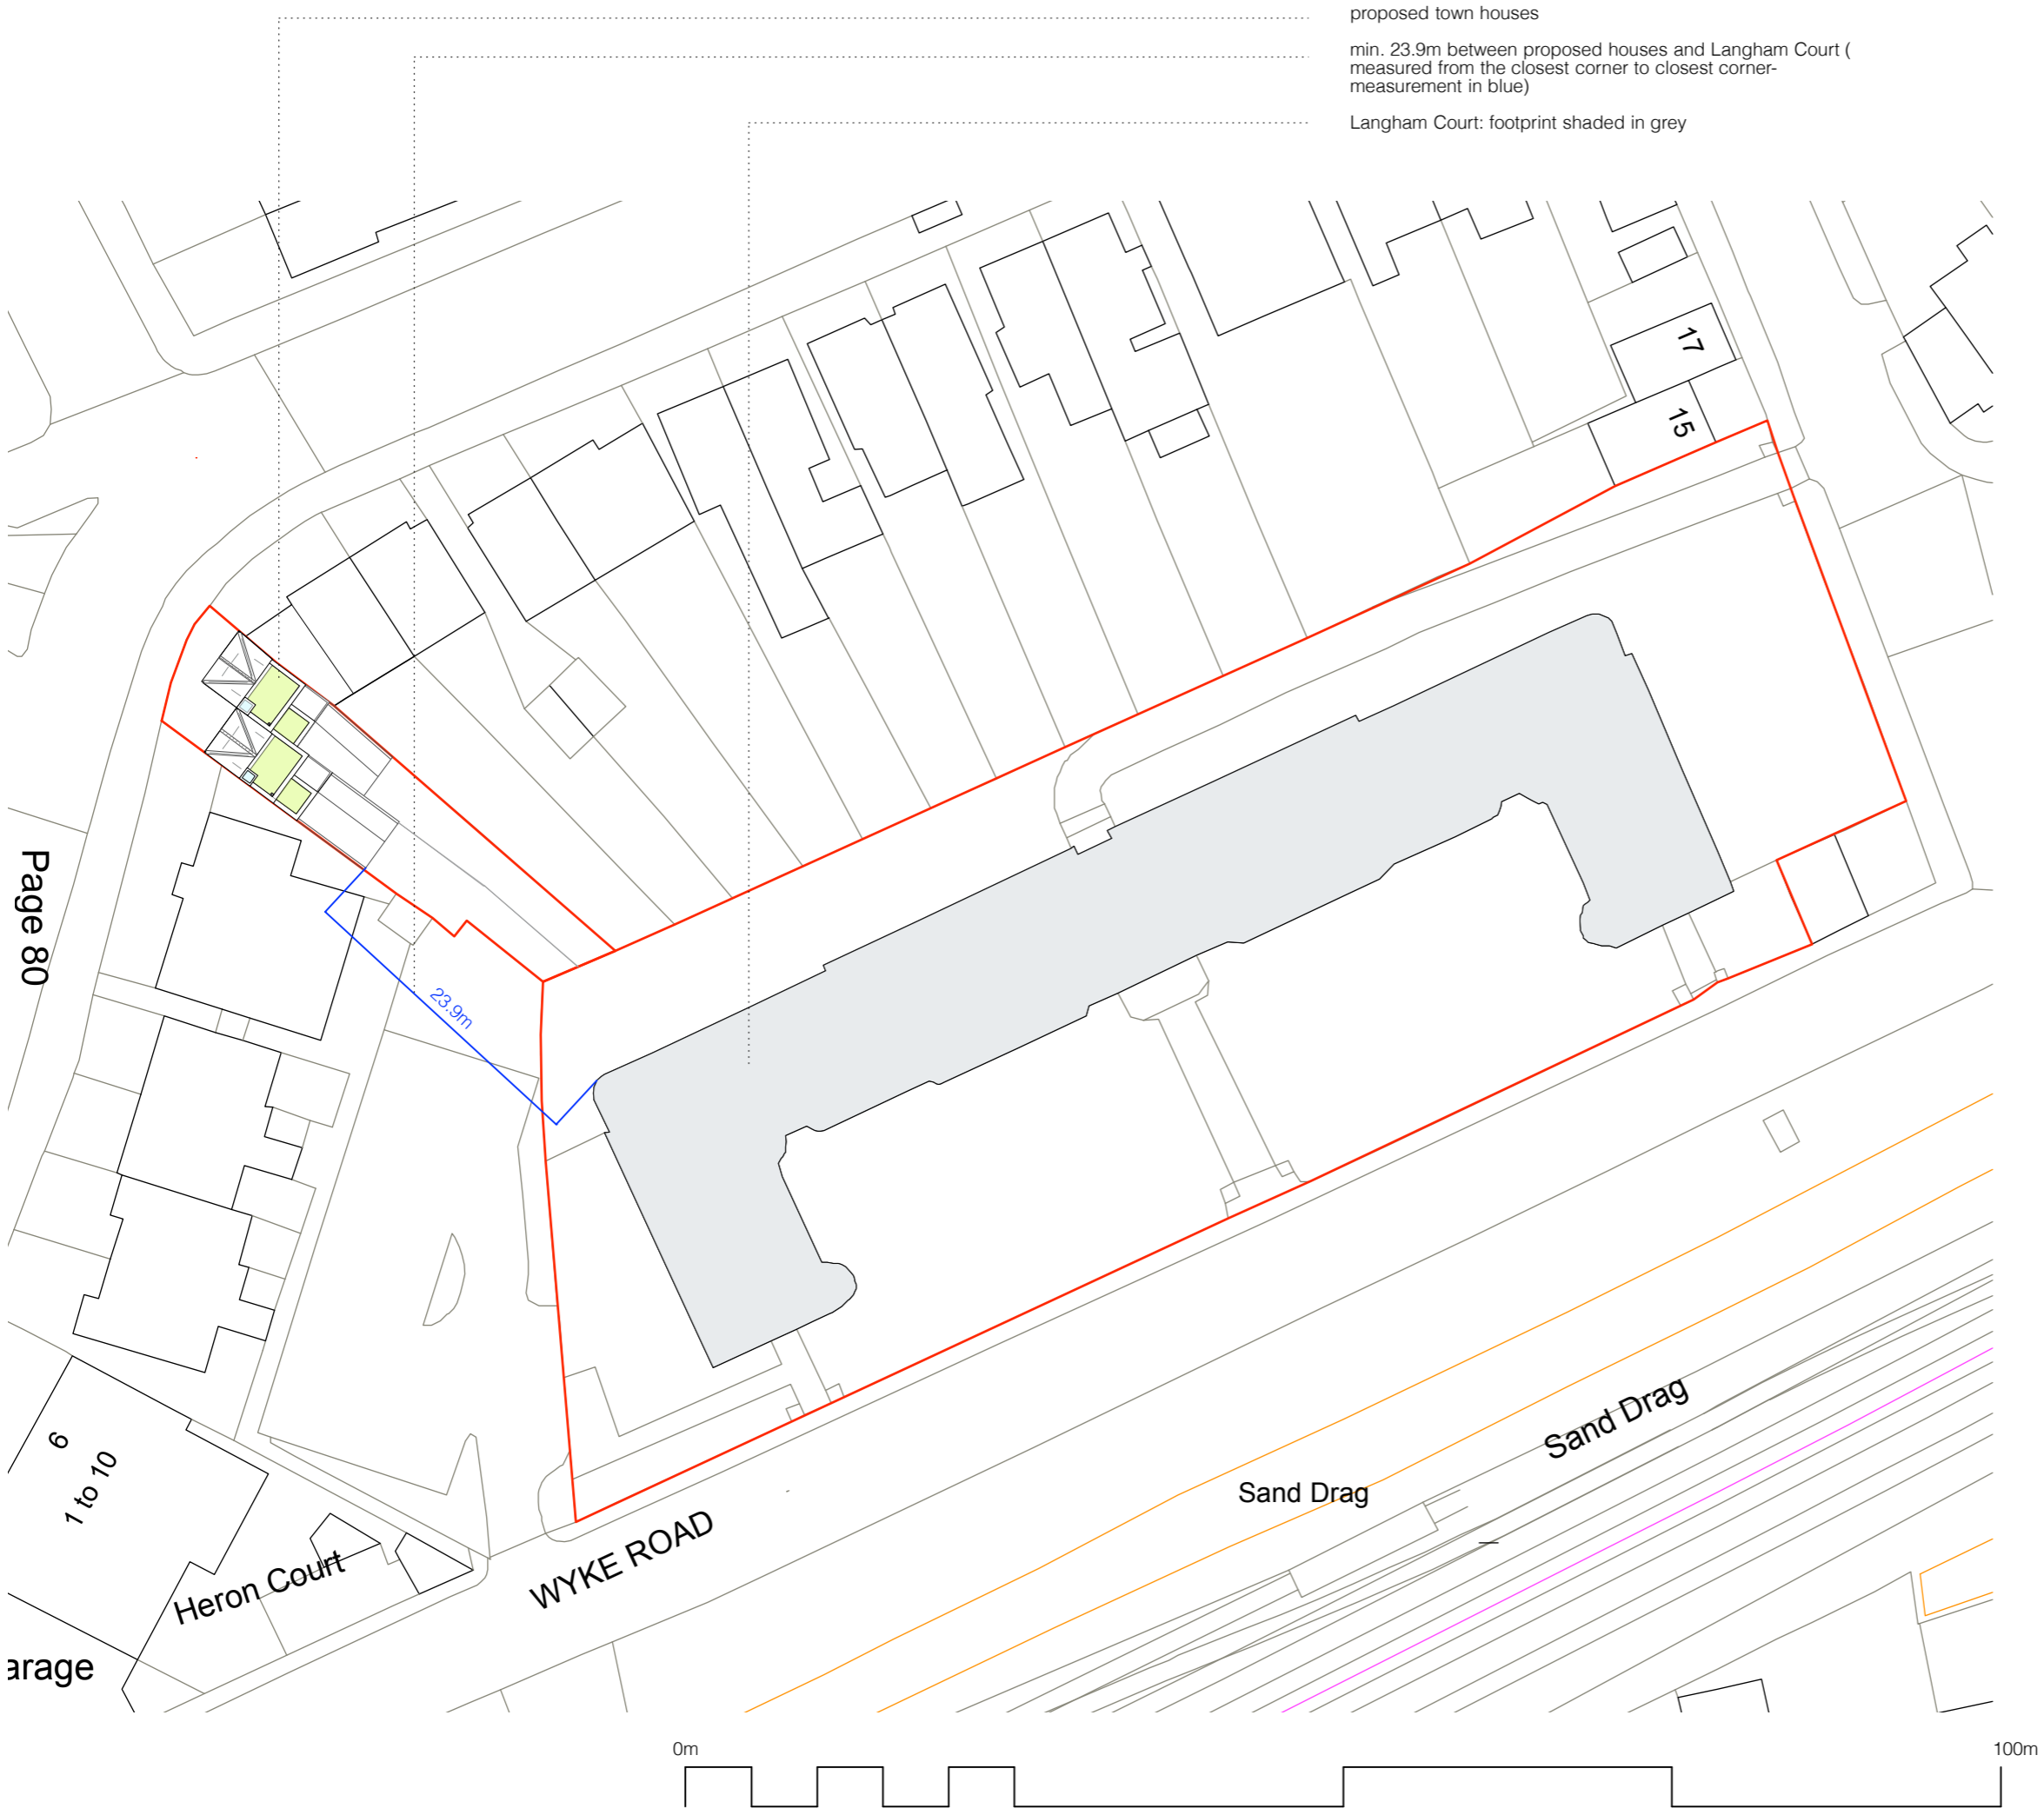 proposed town houses
min. 23.9m between proposed houses and Langham Court (
measured from the closest corner to closest corner-
measurement in blue)
Langham Court: footprint shaded in grey
17
15
Page 80
23.9m
Sand Drag
Sand Drag
6
1 to 10
WYKE ROAD
Heron Court
arage
0m
100m